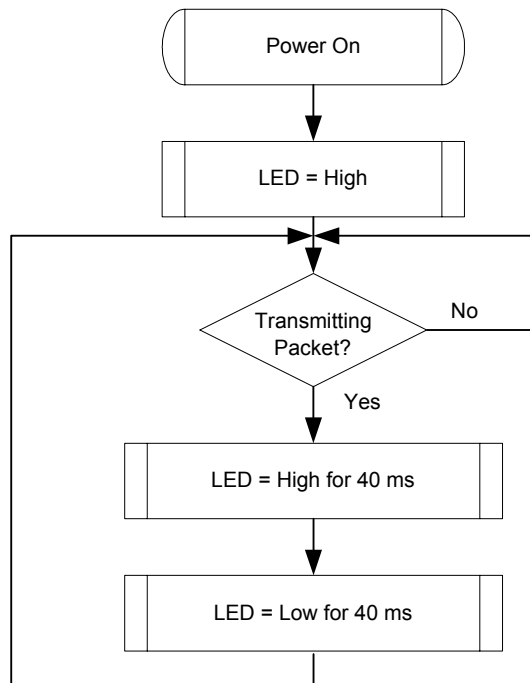 Power On
LED = High
Transmitting
Packet?
No
Yes
LED = High for 40 ms
LED = Low for 40 ms